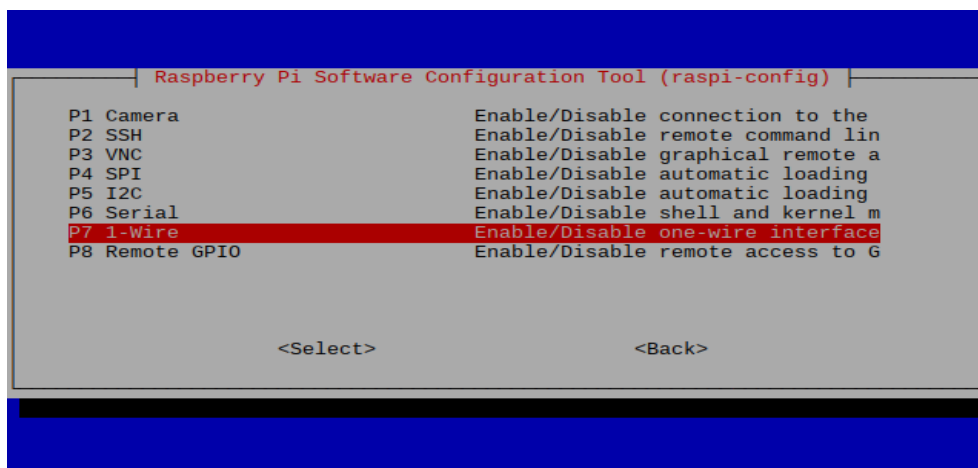 Raspberry Pi Software Configuration Tool (raspi-config)
P1 Camera Enable/Disable connection to the
P2 SSH Enable/Disable remote command lin
P3 VNC Enable/Disable graphical remote a
P4 SPI Enable/Disable automatic loading
P5 I2C Enable/Disable automatic loading
P6 Serial Enable/Disable shell and kernel m
P7 1-Wire Enable/Disable one-wire interface
P8 Remote GPIO Enable/Disable remote access to G
<Select> <Back>